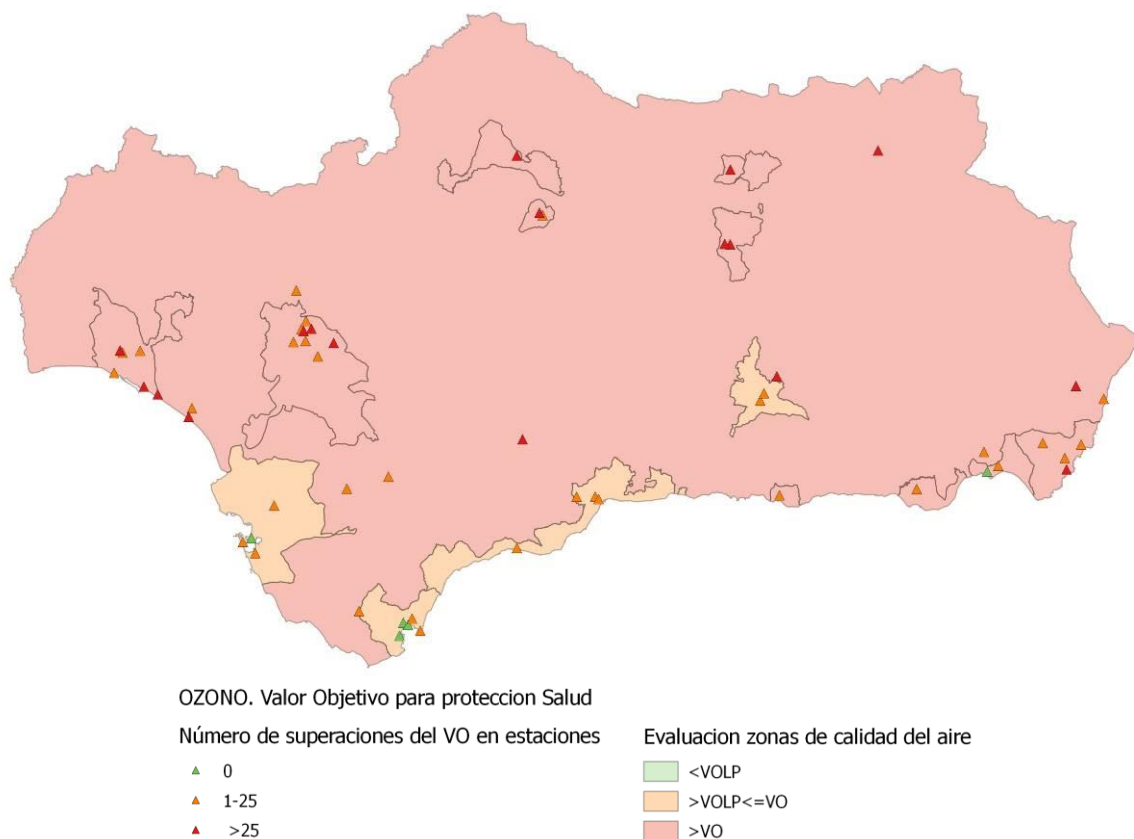 OZONO. Valor Objetivo para proteccion Salud
Número de superaciones del VO en estaciones
0
1-25
>25
Evaluacion zonas de calidad del aire
<VOLP
>VOLP<=VO
>VO